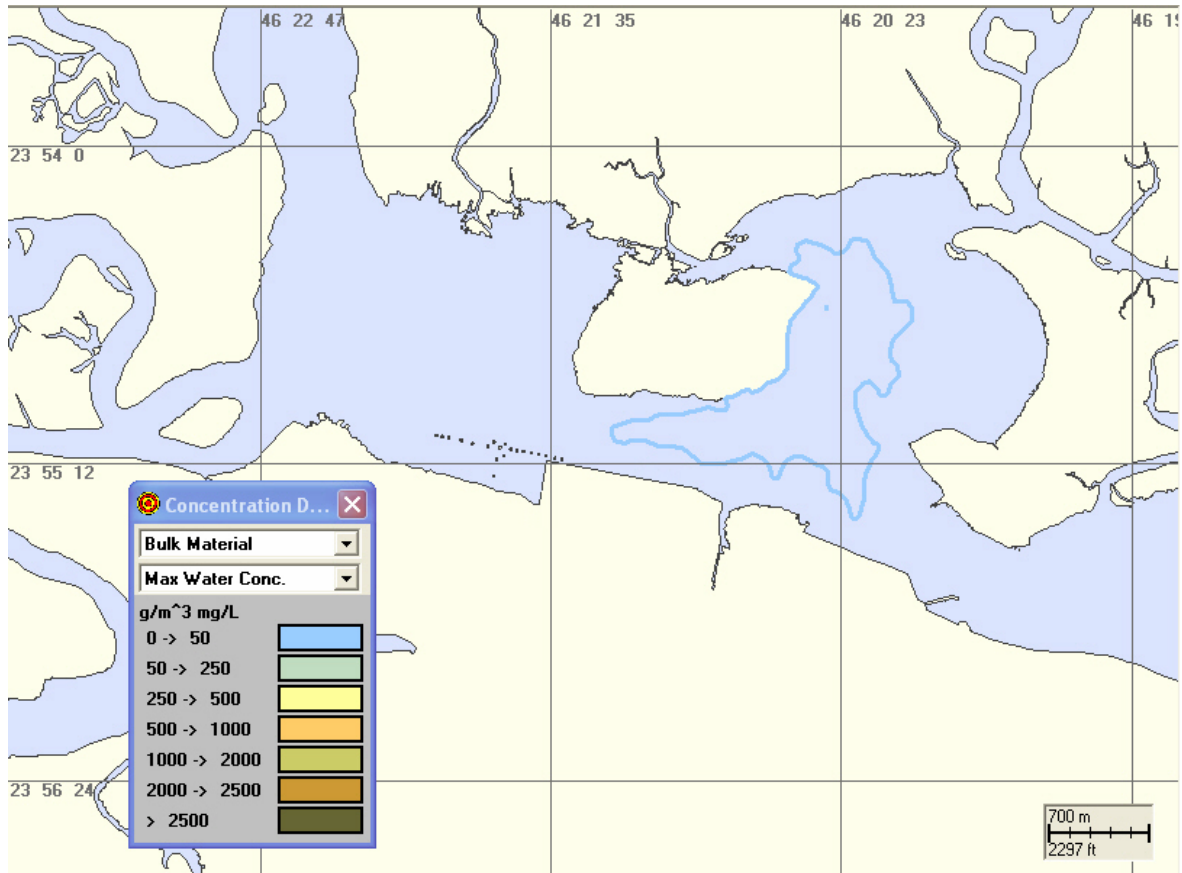 46 22 47
46 21 35
46 20 23
23 54 0
23 55 12
Concentration D...
Bulk Material
Max Water Conc.
g/m^3 mg/L
0 -> 50
50 -> 250
250 -> 500
500 -> 1000
1000 -> 2000
2000 -> 2500
> 2500
23 56 24
700 m
2297 ft